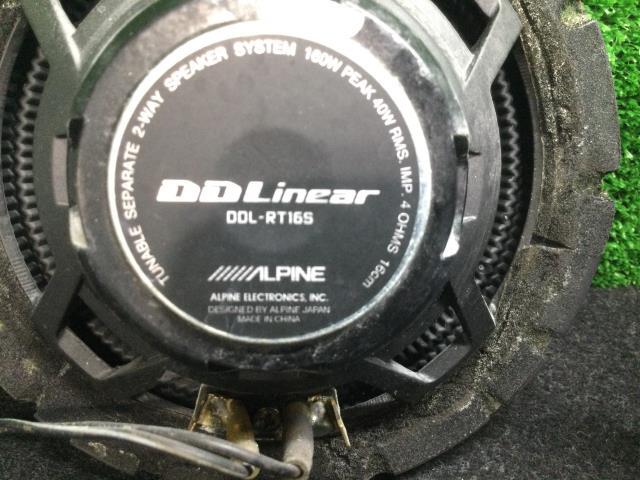 TUNABLE SEPARATE 2-WAY SPEAKER SYSTEM 160W PEAK 40W RMS. IMP. 4 OHMS 16cm
DDLinear
DDL-RT16S
ALPINE
ALPINE ELECTRONICS, INC.
DESIGNED BY ALPINE JAPAN
MADE IN CHINA